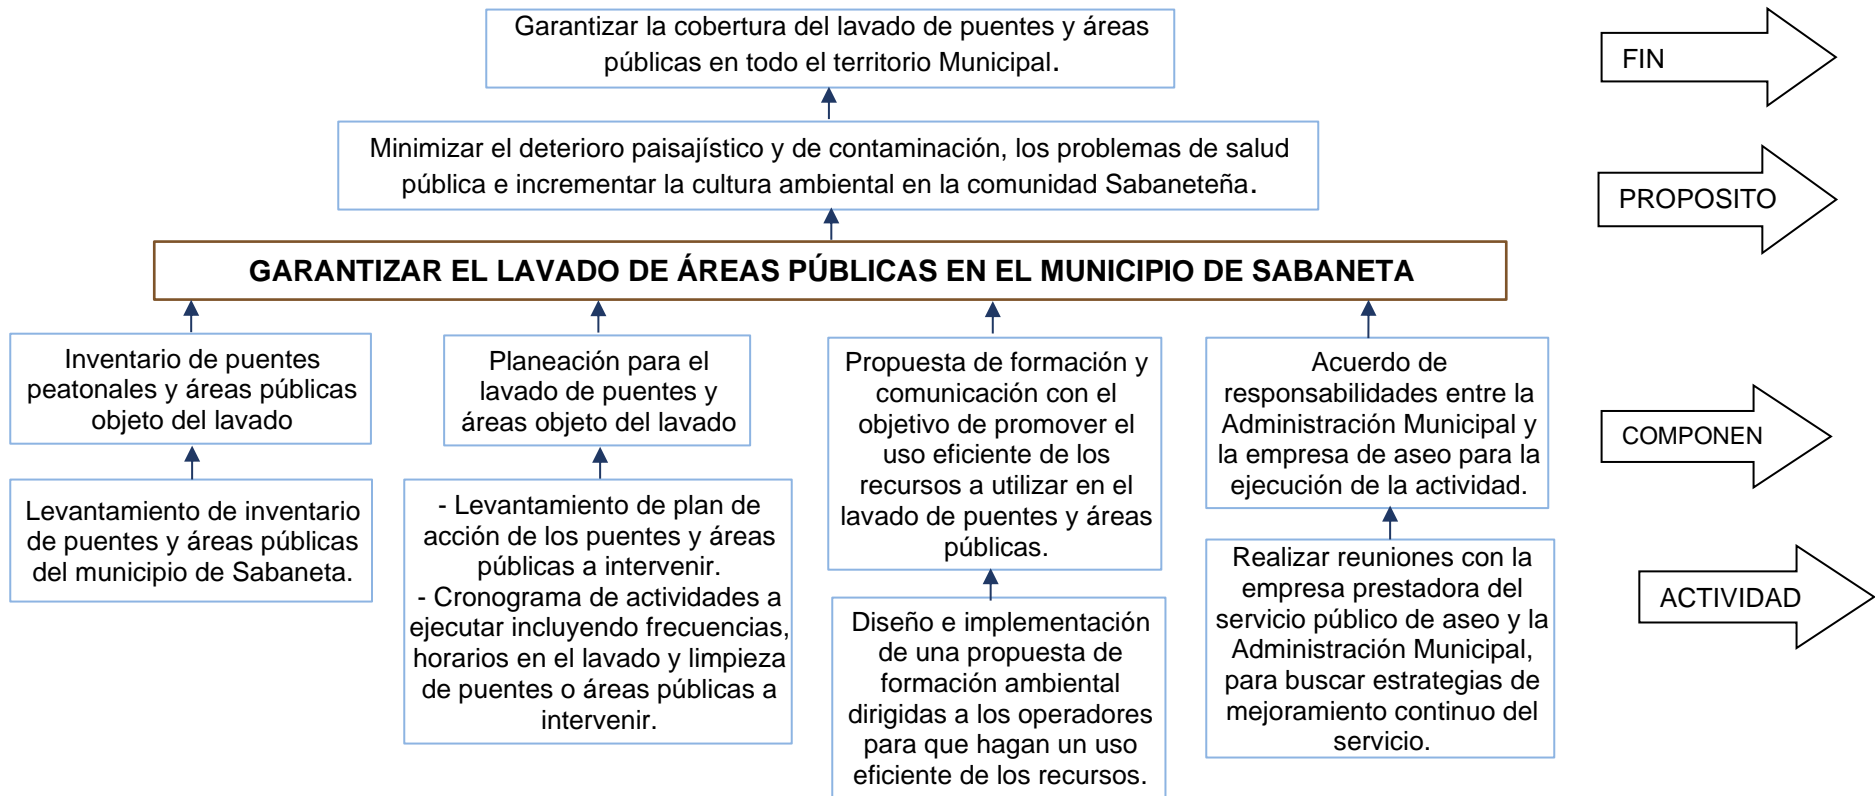 Garantizar la cobertura del lavado de puentes y áreas
públicas en todo el territorio Municipal.
FIN
Minimizar el deterioro paisajístico y de contaminación, los problemas de salud
pública e incrementar la cultura ambiental en la comunidad Sabaneteña.
PROPOSITO
GARANTIZAR EL LAVADO DE ÁREAS PÚBLICAS EN EL MUNICIPIO DE SABANETA
Inventario de puentes
peatonales y áreas públicas
objeto del lavado
Planeación para el
lavado de puentes y
áreas objeto del lavado
Propuesta de formación y
comunicación con el
objetivo de promover el
uso eficiente de los
recursos a utilizar en el
lavado de puentes y áreas
públicas.
Acuerdo de
responsabilidades entre la
Administración Municipal y
la empresa de aseo para la
ejecución de la actividad.
COMPONEN
Levantamiento de inventario
de puentes y áreas públicas
del municipio de Sabaneta.
- Levantamiento de plan de
acción de los puentes y áreas
públicas a intervenir.
- Cronograma de actividades a
ejecutar incluyendo frecuencias,
horarios en el lavado y limpieza
de puentes o áreas públicas a
intervenir.
Diseño e implementación
de una propuesta de
formación ambiental
dirigidas a los operadores
para que hagan un uso
eficiente de los recursos.
Realizar reuniones con la
empresa prestadora del
servicio público de aseo y la
Administración Municipal,
para buscar estrategias de
mejoramiento continuo del
servicio.
ACTIVIDAD